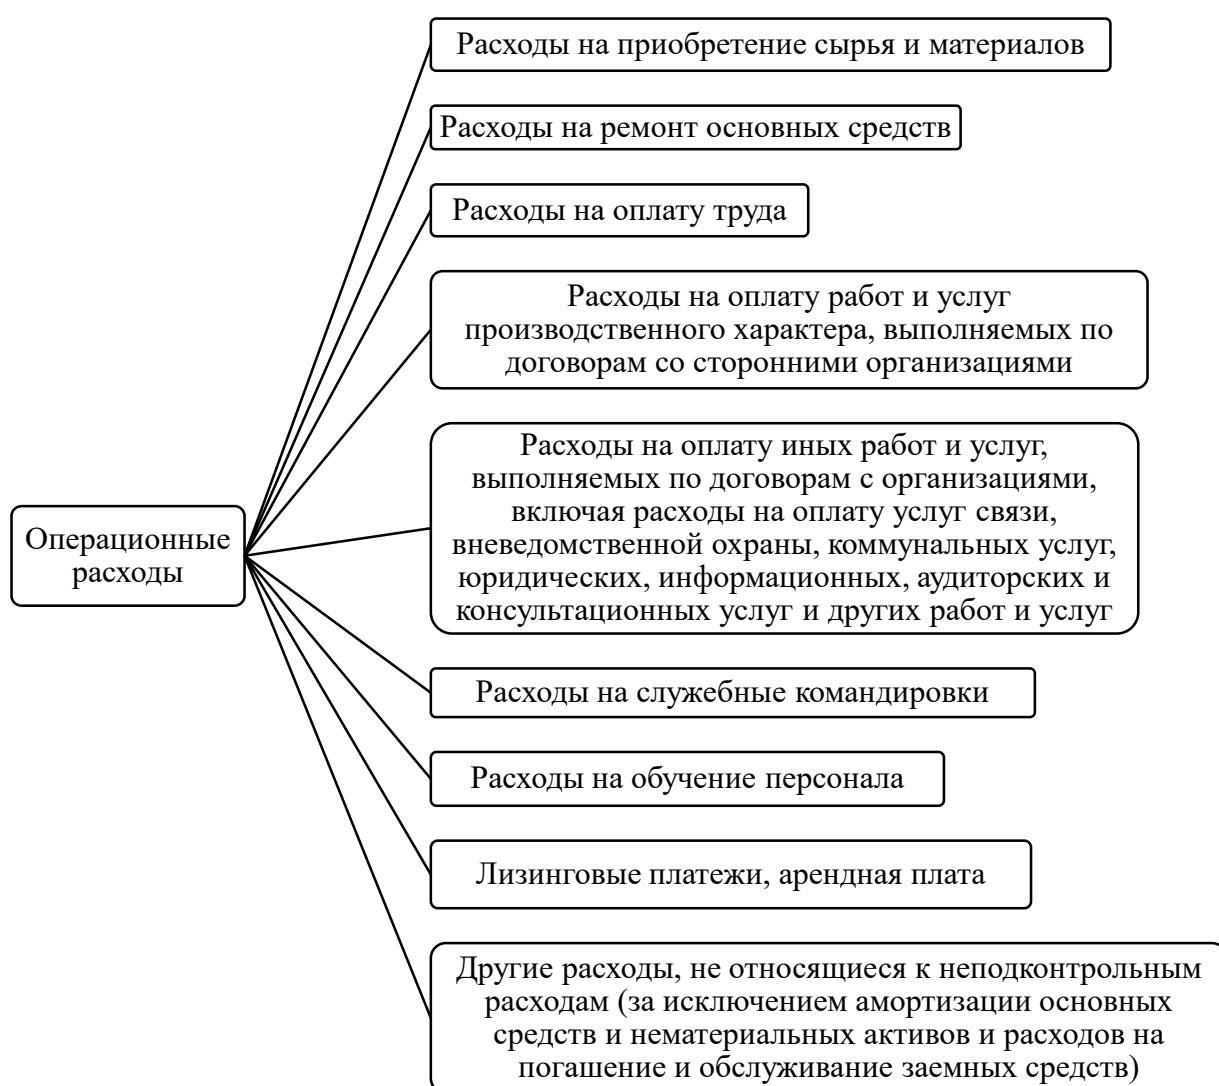 Расходы на приобретение сырья и материалов
Расходы на ремонт основных средств
Расходы на оплату труда
Расходы на оплату работ и услуг
производственного характера, выполняемых по
договорам со сторонними организациями
Расходы на оплату иных работ и услуг,
выполняемых по договорам с организациями,
включая расходы на оплату услуг связи,
вневедомственной охраны, коммунальных услуг,
юридических, информационных, аудиторских и
консультационных услуг и других работ и услуг
Операционные
расходы
Расходы на служебные командировки
Расходы на обучение персонала
Лизинговые платежи, арендная плата
Другие расходы, не относящиеся к неподконтрольным
расходам (за исключением амортизации основных
средств и нематериальных активов и расходов на
погашение и обслуживание заемных средств)